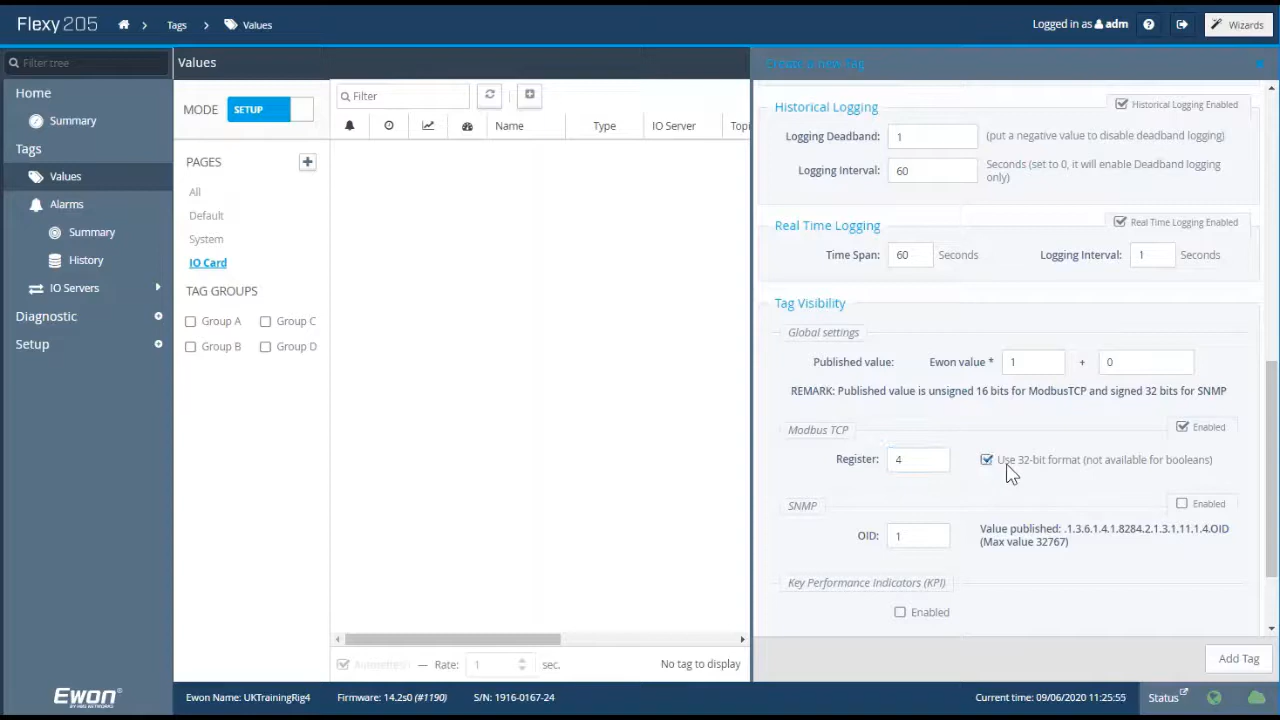 Flexy 205
Tags
Values
Logged in as adm
Wizards
Filter tree
Home
Summary
Tags
Values
Alarms
Summary
History
IO Servers
Diagnostic
Setup
Ewon
BY HMS NETWORKS
Values
MODE
SETUP
PAGES
All
Default
System
IO Card
TAG GROUPS
Group A
Group C
Group B
Group D
Filter
Name
Type
IO Server
Topi
Rate: 1 sec.
No tag to display
Create a new Tag
Historical Logging
Historical Logging Enabled
Logging Deadband: 1 (put a negative value to disable deadband logging)
Logging Interval: 60 Seconds (set to 0, it will enable Deadband logging
only)
Real Time Logging
Real Time Logging Enabled
Time Span: 60 Seconds
Logging Interval: 1 Seconds
Tag Visibility
Global settings
Published value: Ewon value * 1 + 0
REMARK: Published value is unsigned 16 bits for ModbusTCP and signed 32 bits for SNMP
Modbus TCP
Enabled
Register: 4
Use 32-bit format (not available for booleans)
SNMP
Enabled
OID: 1
Value published: .1.3.6.1.4.1.8284.2.1.3.1.11.1.4.OID
(Max value 32767)
Key Performance Indicators (KPI)
Enabled
Add Tag
Ewon Name: UKTrainingRig4
Firmware: 14.2s0 (#1190)
S/N: 1916-0167-24
Current time: 09/06/2020 11:25:55
Status